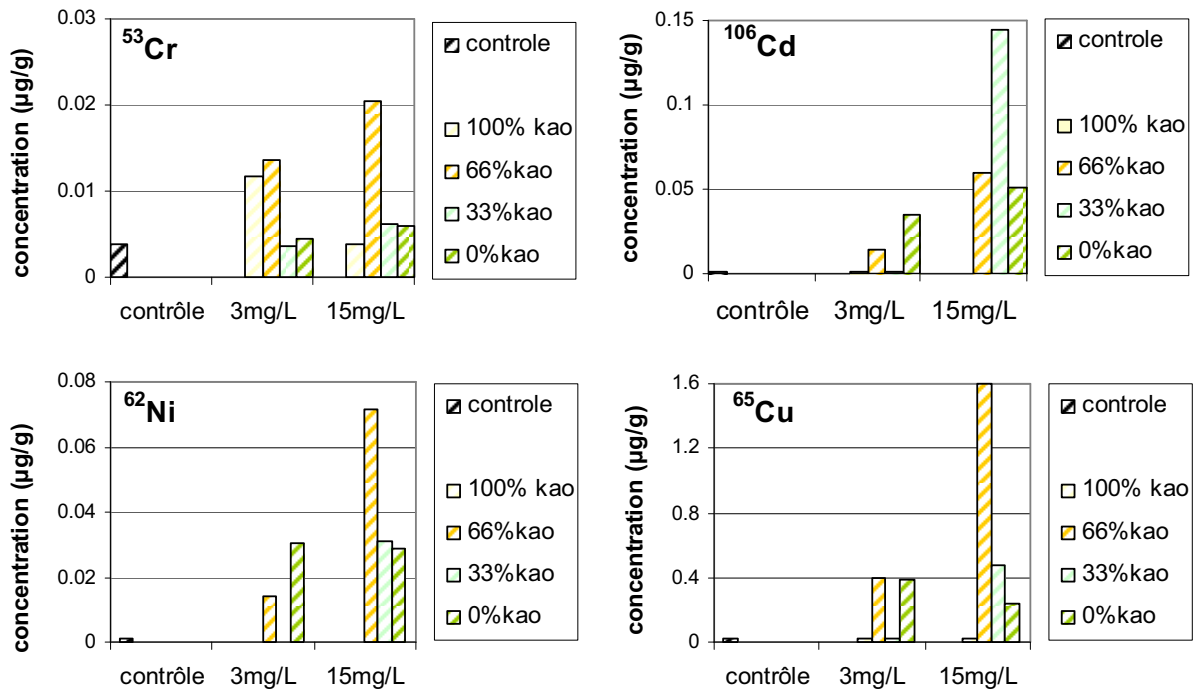 concentration (µg/g)
0.03
0.02
0.01
0
53Cr
contrôle 3mg/L 15mg/L
controle
100% kao
66%kao
33%kao
0%kao
concentration (µg/g)
0.15
0.1
0.05
0
106Cd
contrôle 3mg/L 15mg/L
controle
100% kao
66%kao
33%kao
0%kao
concentration (µg/g)
0.08
0.06
0.04
0.02
0
62Ni
contrôle 3mg/L 15mg/L
controle
100% kao
66%kao
33%kao
0%kao
concentration (µg/g)
1.6
1.2
0.8
0.4
0
65Cu
contrôle 3mg/L 15mg/L
controle
100% kao
66%kao
33%kao
0%kao